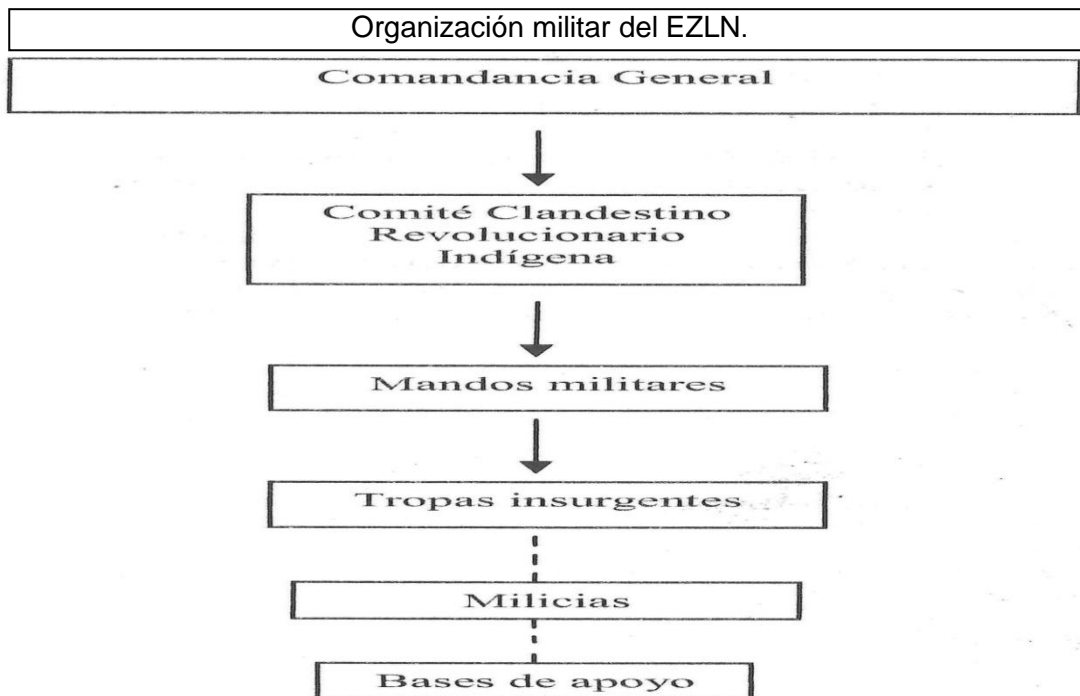 Organización militar del EZLN.
Comandancia General
Comité Clandestino
Revolucionario
Indígena
Mandos militares
Tropas insurgentes
Milicias
Bases de apoyo